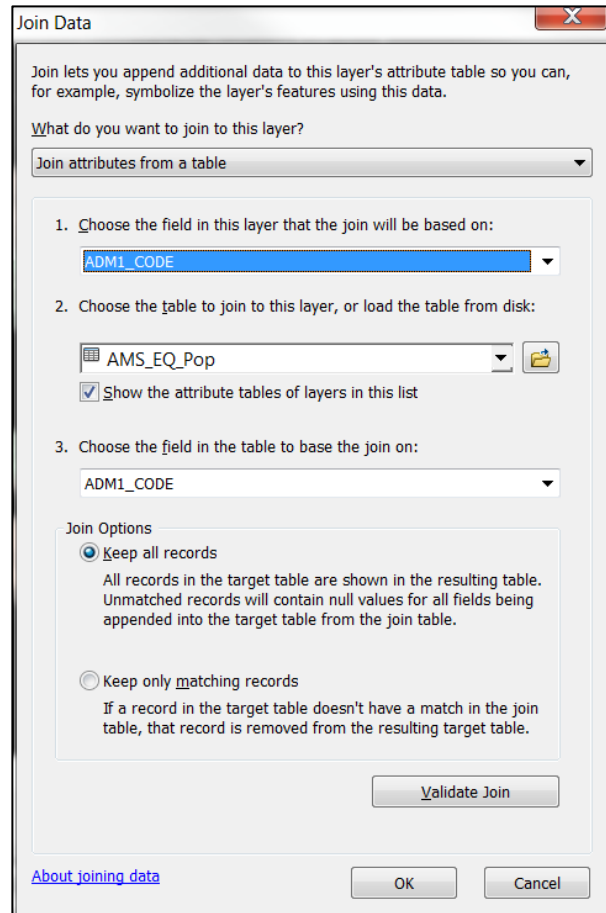 Join Data
Join lets you append additional data to this layer's attribute table so you can,
for example, symbolize the layer's features using this data.
What do you want to join to this layer?
Join attributes from a table
1. Choose the field in this layer that the join will be based on:
ADM1_CODE
2. Choose the table to join to this layer, or load the table from disk:
AMS_EQ_Pop
Show the attribute tables of layers in this list
3. Choose the field in the table to base the join on:
ADM1_CODE
Join Options
Keep all records
All records in the target table are shown in the resulting table.
Unmatched records will contain null values for all fields being
appended into the target table from the join table.
Keep only matching records
If a record in the target table doesn't have a match in the join
table, that record is removed from the resulting target table.
Validate Join
About joining data
OK Cancel